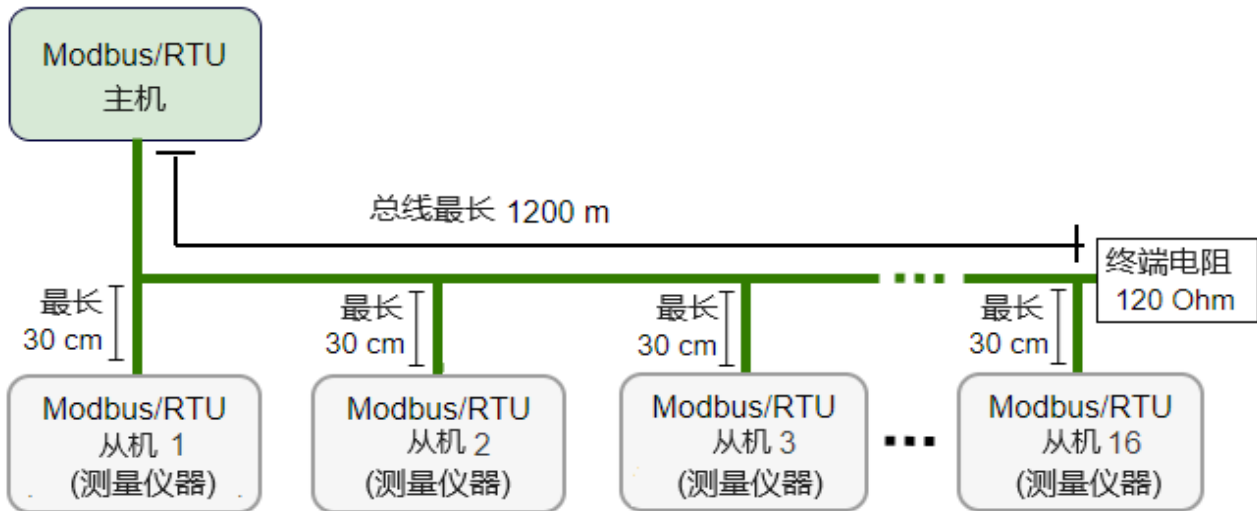 Modbus/RTU
主机
总线最长 1200 m
终端电阻
120 Ohm
最长
30 cm
最长
30 cm
最长
30 cm
最长
30 cm
Modbus/RTU
从机 1
(测量仪器)
Modbus/RTU
从机 2
(测量仪器)
Modbus/RTU
从机 3
(测量仪器)
Modbus/RTU
从机 16
(测量仪器)